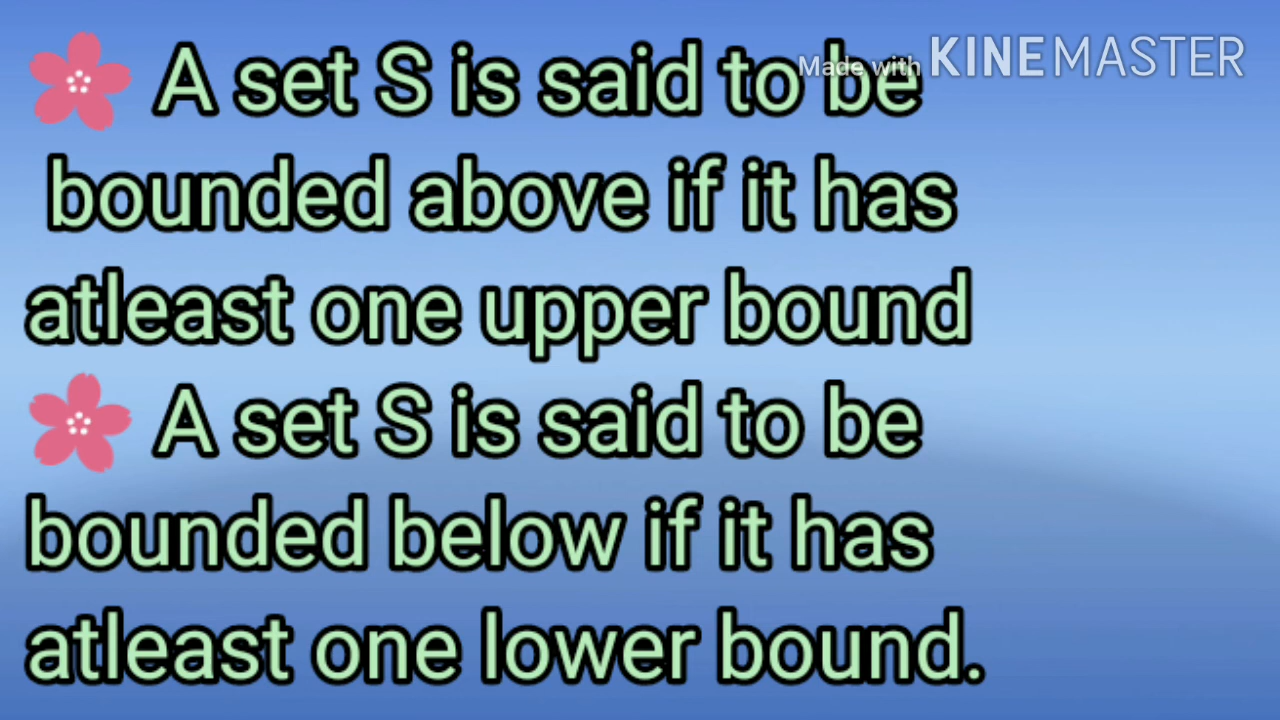 🌸 A set S is said to be
Made with KINEMASTER
bounded above if it has
atleast one upper bound
🌸 A set S is said to be
bounded below if it has
atleast one lower bound.